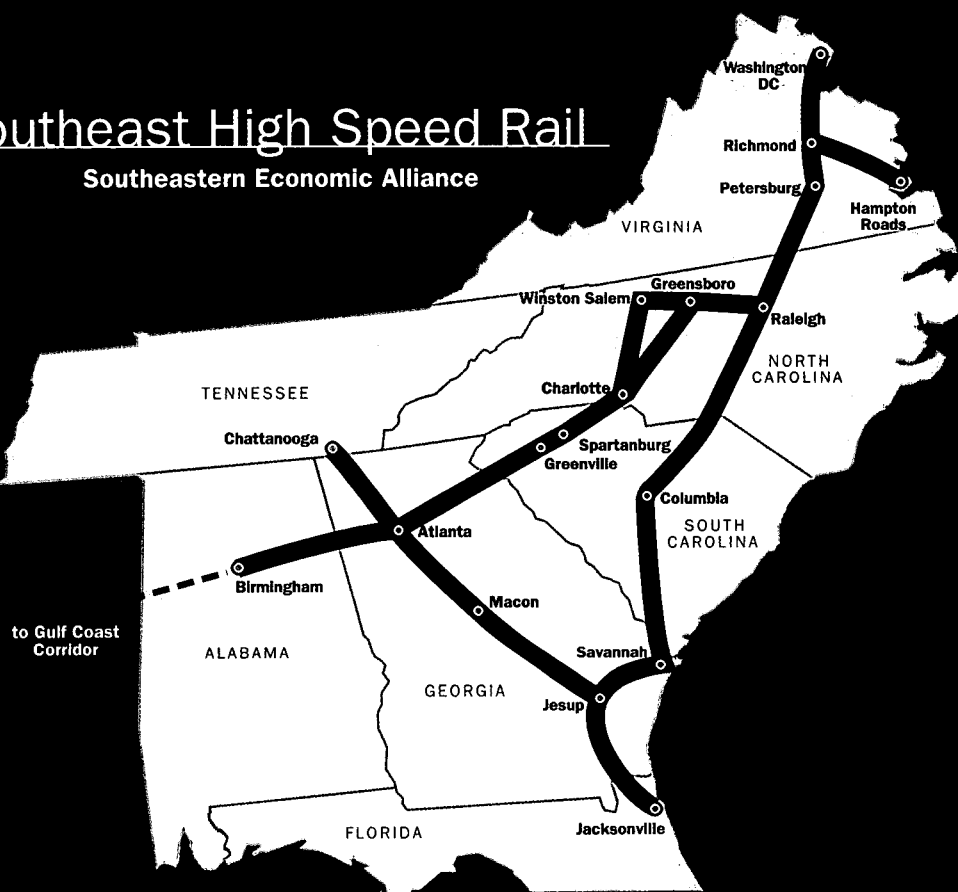 outheast High Speed Rail
Southeastern Economic Alliance
Washington
DC
Richmond
Petersburg
Hampton
Roads
VIRGINIA
Greensboro
Winston Salem
Raleigh
NORTH
CAROLINA
TENNESSEE
Charlotte
Chattanooga
Spartanburg
Greenville
Columbia
SOUTH
CAROLINA
Atlanta
Birmingham
Macon
to Gulf Coast
Corridor
ALABAMA
Savannah
GEORGIA
Jesup
Jacksonville
FLORIDA